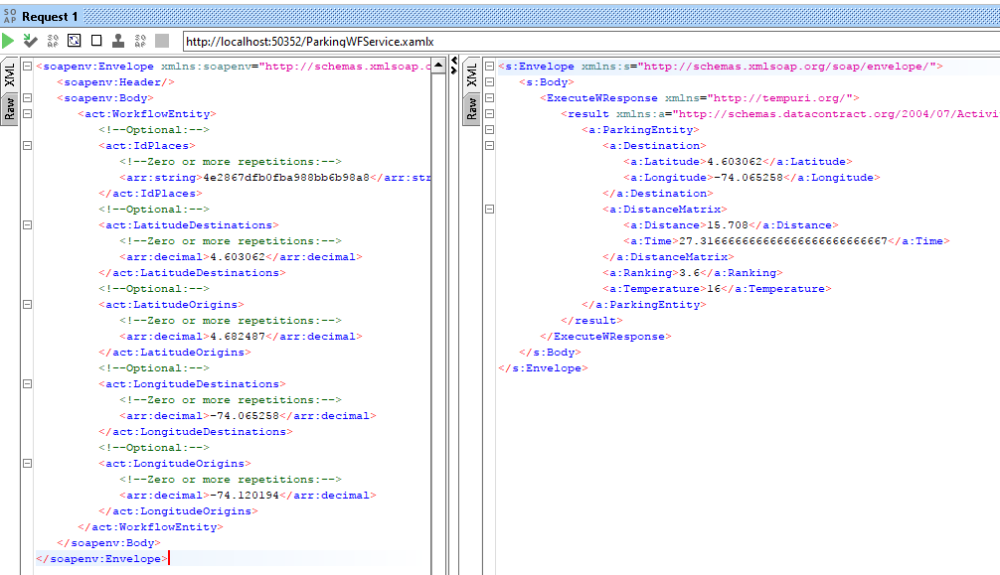 SO AP Request 1
SO AP SO AP http://localhost:50352/ParkingWFService.xamlx
XML
Raw
<soapenv:Envelope xmlns:soapenv="http://schemas.xmlsoap.o
<soapenv:Header/>
<soapenv:Body>
<act:WorkflowEntity>
<!--Optional:-->
<act:IdPlaces>
<!--Zero or more repetitions:-->
<arr:string>4e2867dfb0fba988bb6b98a8</arr:str
</act:IdPlaces>
<!--Optional:-->
<act:LatitudeDestinations>
<!--Zero or more repetitions:-->
<arr:decimal>4.603062</arr:decimal>
</act:LatitudeDestinations>
<!--Optional:-->
<act:LatitudeOrigins>
<!--Zero or more repetitions:-->
<arr:decimal>4.682487</arr:decimal>
</act:LatitudeOrigins>
<!--Optional:-->
<act:LongitudeDestinations>
<!--Zero or more repetitions:-->
<arr:decimal>-74.065258</arr:decimal>
</act:LongitudeDestinations>
<!--Optional:-->
<act:LongitudeOrigins>
<!--Zero or more repetitions:-->
<arr:decimal>-74.120194</arr:decimal>
</act:LongitudeOrigins>
</act:WorkflowEntity>
</soapenv:Body>
</soapenv:Envelope>
XML
Raw
<s:Envelope xmlns:s="http://schemas.xmlsoap.org/soap/envelope/">
<s:Body>
<ExecuteWResponse xmlns="http://tempuri.org/">
<result xmlns:a="http://schemas.datacontract.org/2004/07/Activi
<a:ParkingEntity>
<a:Destination>
<a:Latitude>4.603062</a:Latitude>
<a:Longitude>-74.065258</a:Longitude>
</a:Destination>
<a:DistanceMatrix>
<a:Distance>15.708</a:Distance>
<a:Time>27.316666666666666666666666667</a:Time>
</a:DistanceMatrix>
<a:Ranking>3.6</a:Ranking>
<a:Temperature>16</a:Temperature>
</a:ParkingEntity>
</result>
</ExecuteWResponse>
</s:Body>
</s:Envelope>